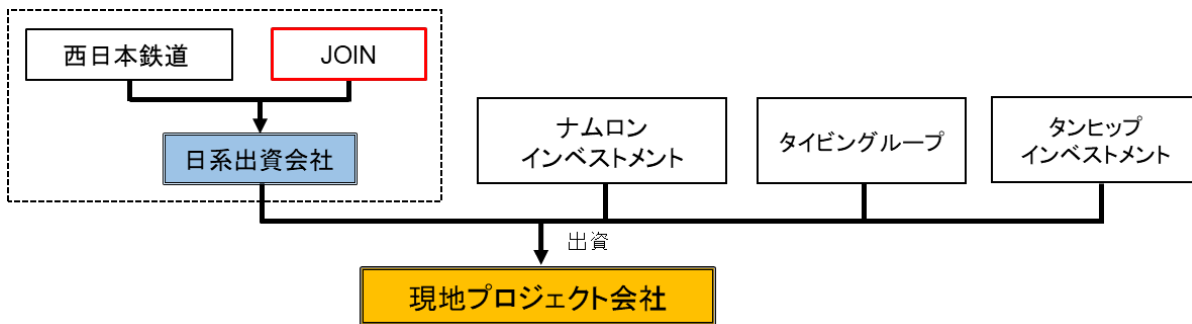 西日本鉄道
JOIN
日系出資会社
ナムロン
インベストメント
タイビングループ
タンヒップ
インベストメント
出資
現地プロジェクト会社